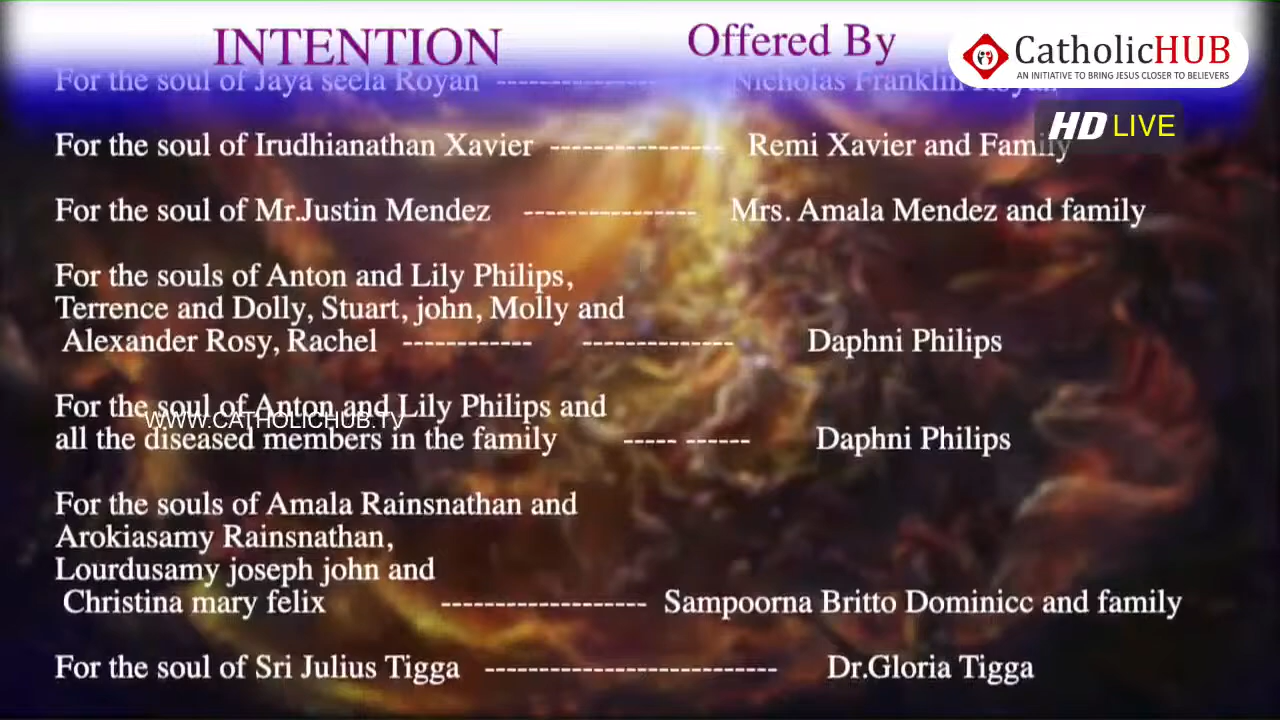 INTENTION Offered By
CatholicHUB
AN INITIATIVE TO BRING JESUS CLOSER TO BELIEVERS
For the soul of Jaya seela Royan ---------------- Nicholas Franklin Royan
HD LIVE
For the soul of Irudhianathan Xavier ---------------- Remi Xavier and Family
For the soul of Mr.Justin Mendez ---------------- Mrs. Amala Mendez and family
For the souls of Anton and Lily Philips,
Terrence and Dolly, Stuart, john, Molly and
Alexander Rosy, Rachel ------------ -------------- Daphni Philips
For the soul of Anton and Lily Philips and
WWW.CATHOLICHUB.TV
all the diseased members in the family ----- ------ Daphni Philips
For the souls of Amala Rainsnathan and
Arokiasamy Rainsnathan,
Lourdusamy joseph john and
Christina mary felix ------------------- Sampoorna Britto Dominicc and family
For the soul of Sri Julius Tigga --------------------------- Dr.Gloria Tigga